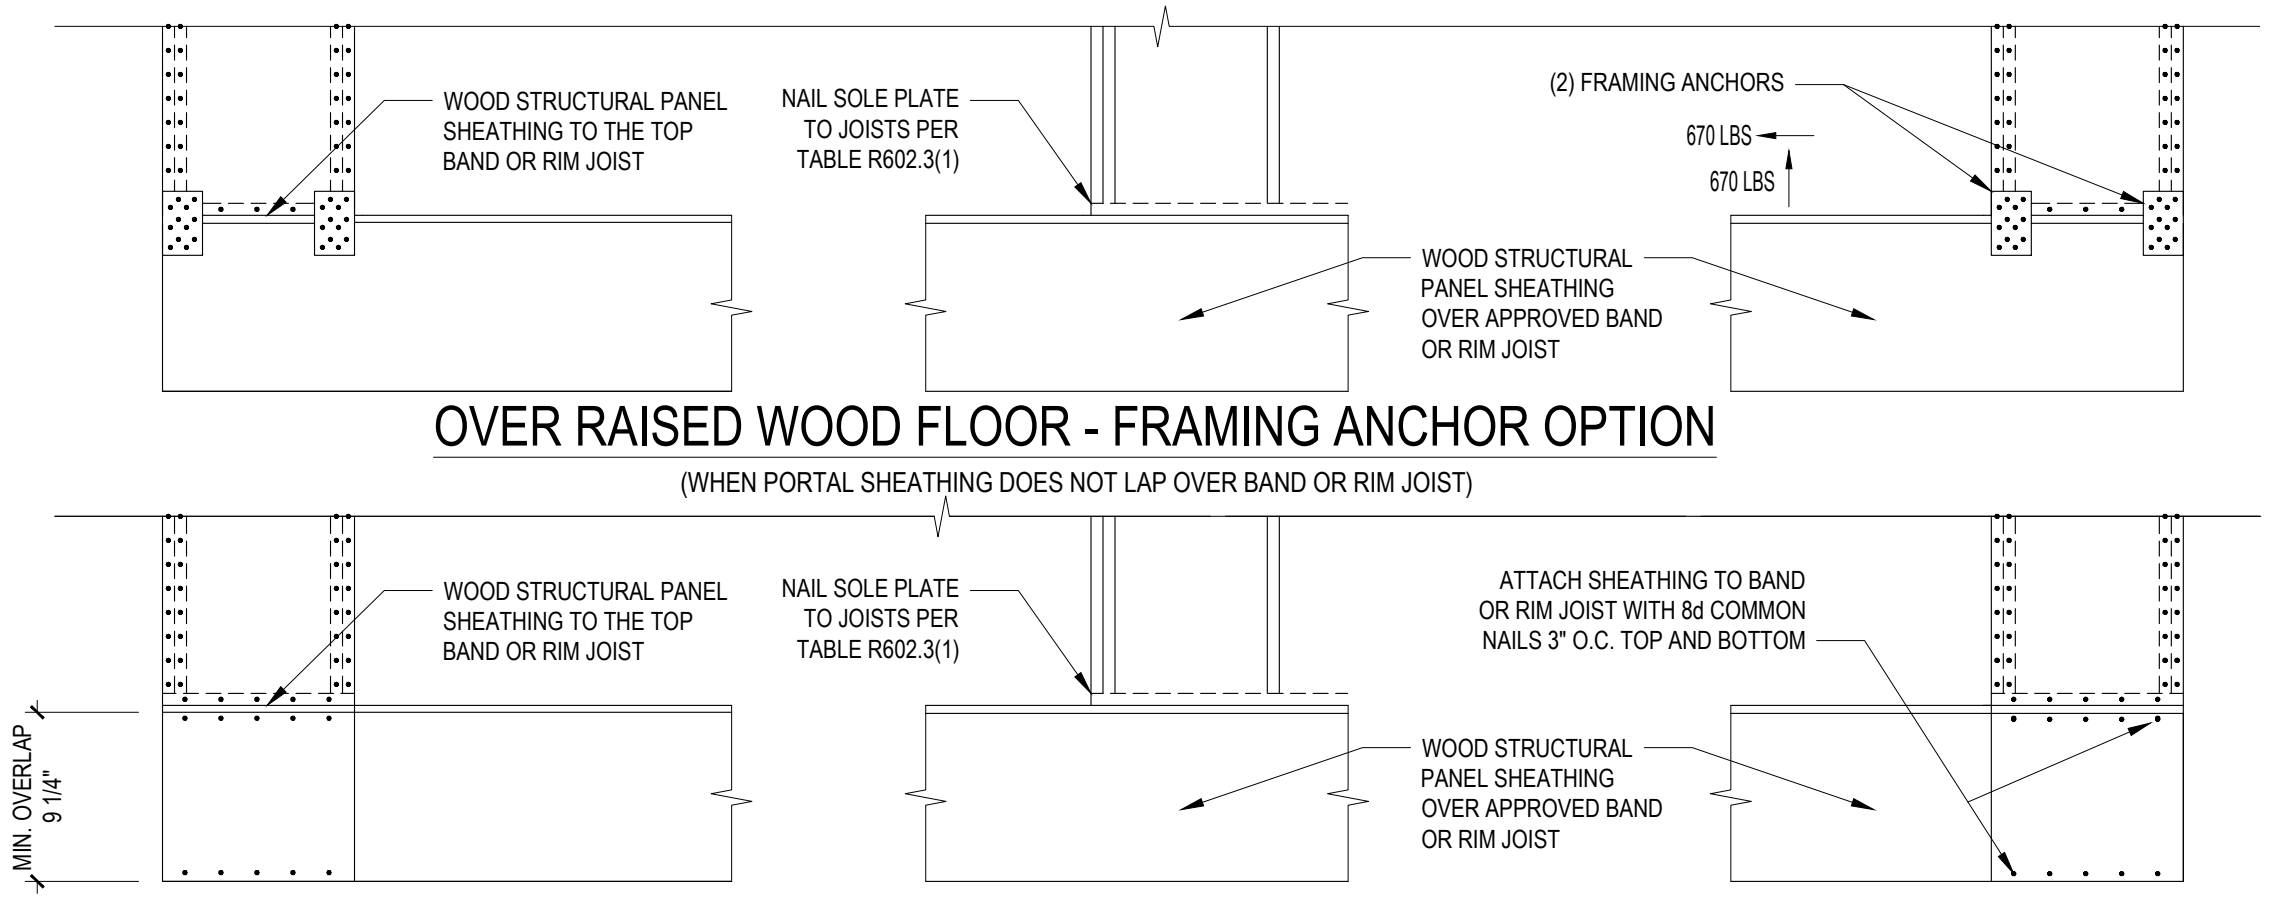 WOOD STRUCTURAL PANEL
SHEATHING TO THE TOP
BAND OR RIM JOIST
NAIL SOLE PLATE
TO JOISTS PER
TABLE R602.3(1)
(2) FRAMING ANCHORS
670 LBS
670 LBS
WOOD STRUCTURAL
PANEL SHEATHING
OVER APPROVED BAND
OR RIM JOIST
OVER RAISED WOOD FLOOR - FRAMING ANCHOR OPTION
(WHEN PORTAL SHEATHING DOES NOT LAP OVER BAND OR RIM JOIST)
WOOD STRUCTURAL PANEL
SHEATHING TO THE TOP
BAND OR RIM JOIST
NAIL SOLE PLATE
TO JOISTS PER
TABLE R602.3(1)
ATTACH SHEATHING TO BAND
OR RIM JOIST WITH 8d COMMON
NAILS 3" O.C. TOP AND BOTTOM
WOOD STRUCTURAL
PANEL SHEATHING
OVER APPROVED BAND
OR RIM JOIST
MIN. OVERLAP
9 1/4"